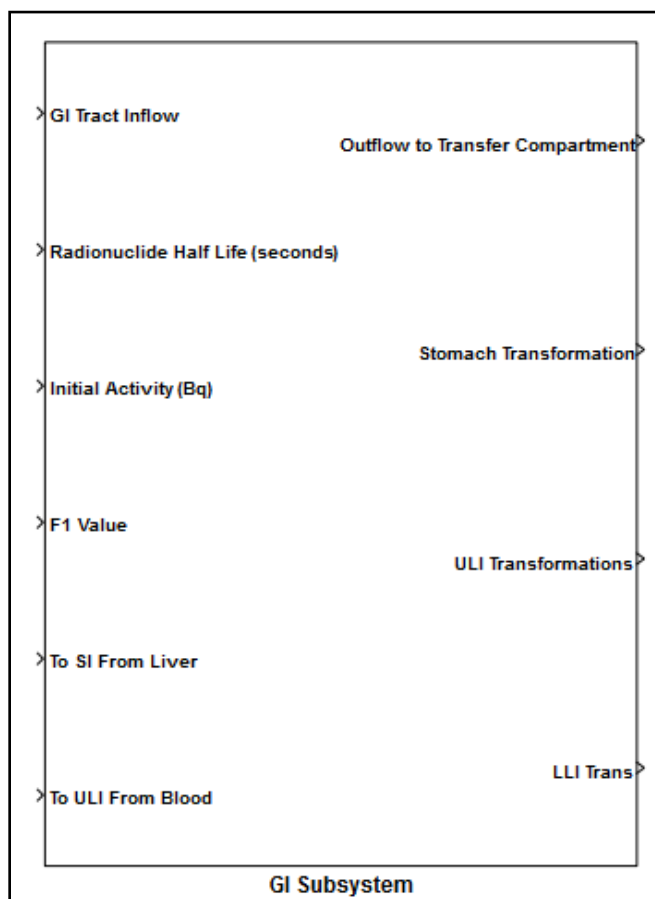 GI Tract Inflow
Outflow to Transfer Compartment
Radionuclide Half Life (seconds)
Stomach Transformation
Initial Activity (Bq)
F1 Value
ULI Transformations
To SI From Liver
LLI Trans
To ULI From Blood
GI Subsystem